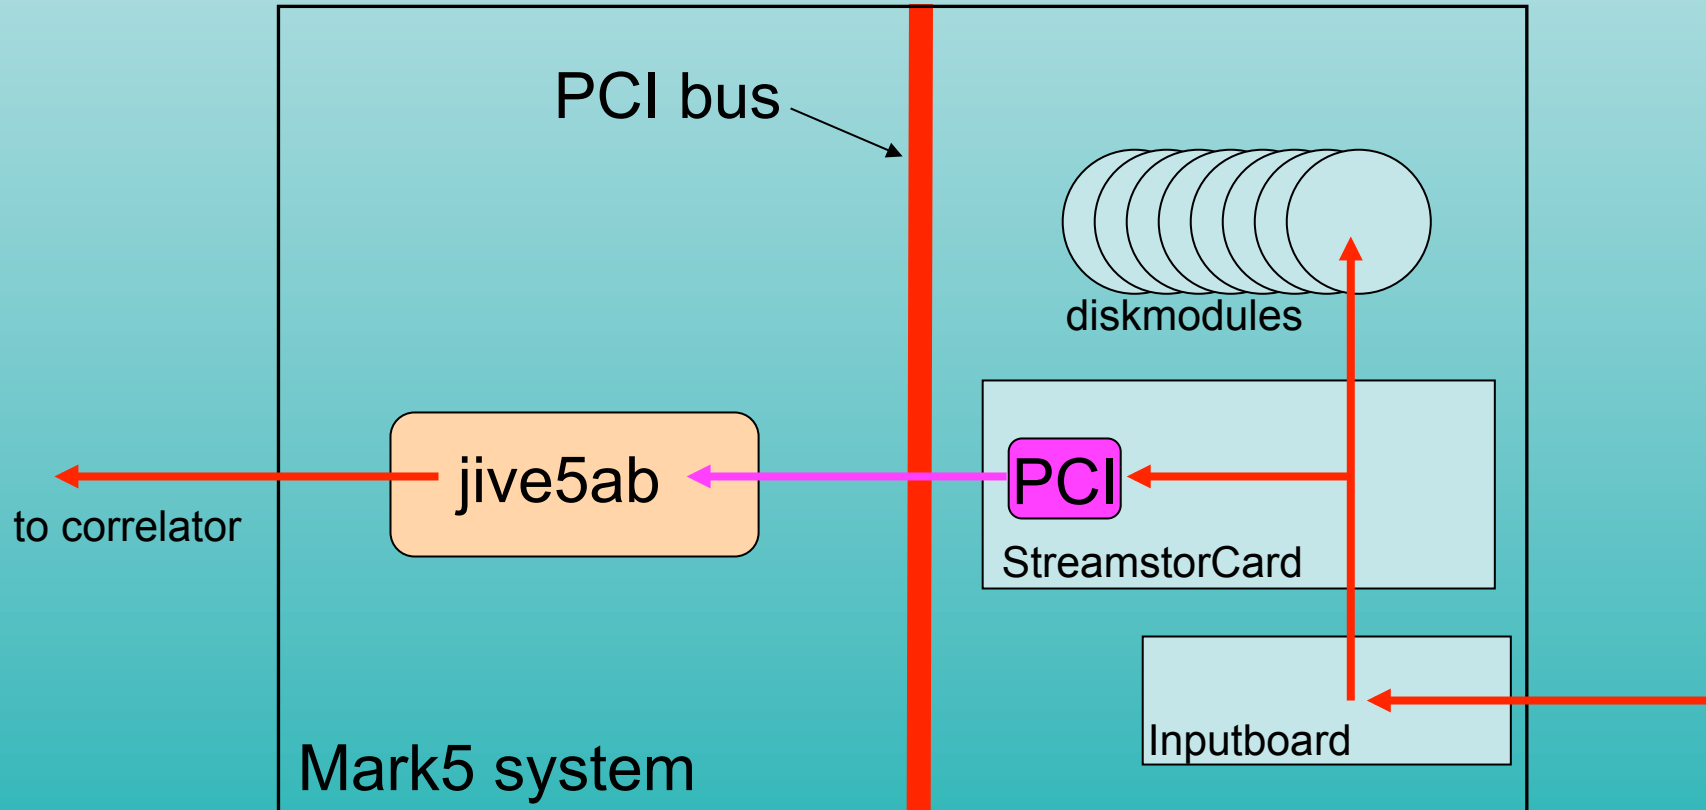 PCI bus
diskmodules
jive5ab
PCI
to correlator
StreamstorCard
Inputboard
Mark5 system